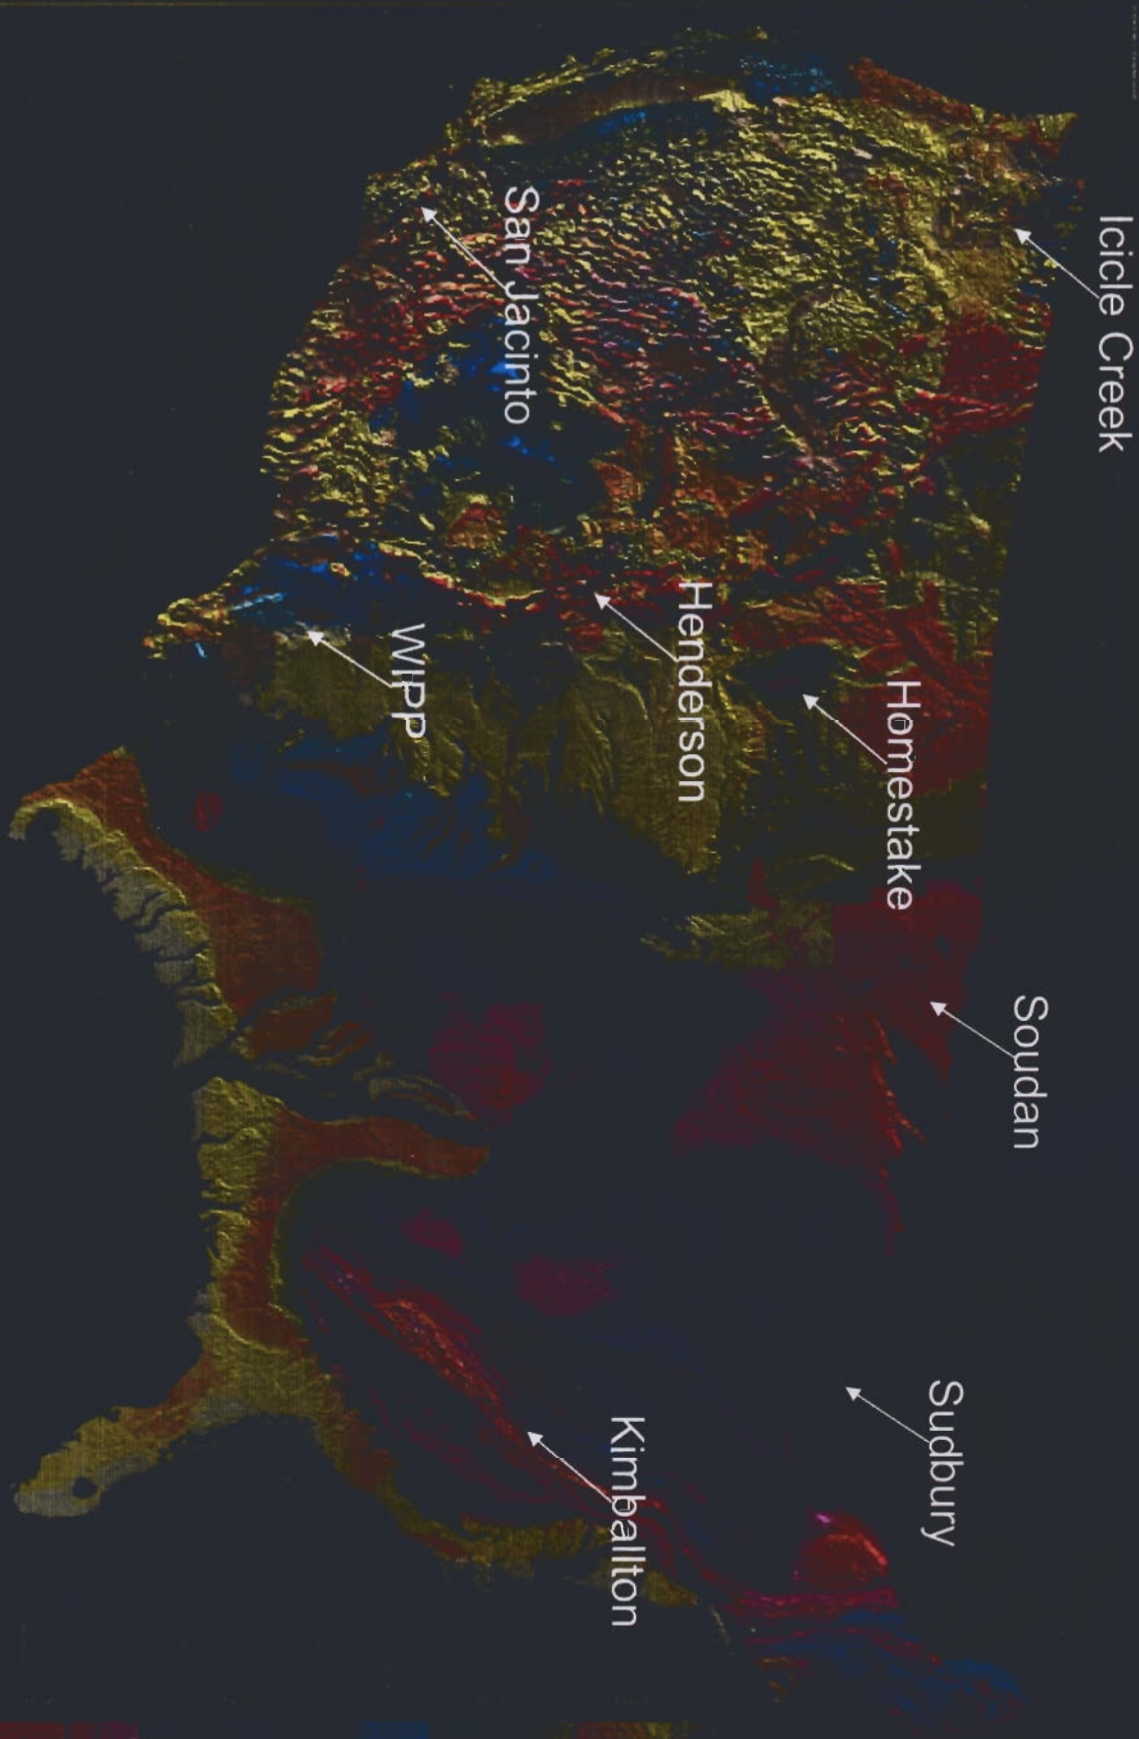 Icicle Creek
San Jacinto
Homestake
Henderson
WIPP
Soudan
Sudbury
Kimballton